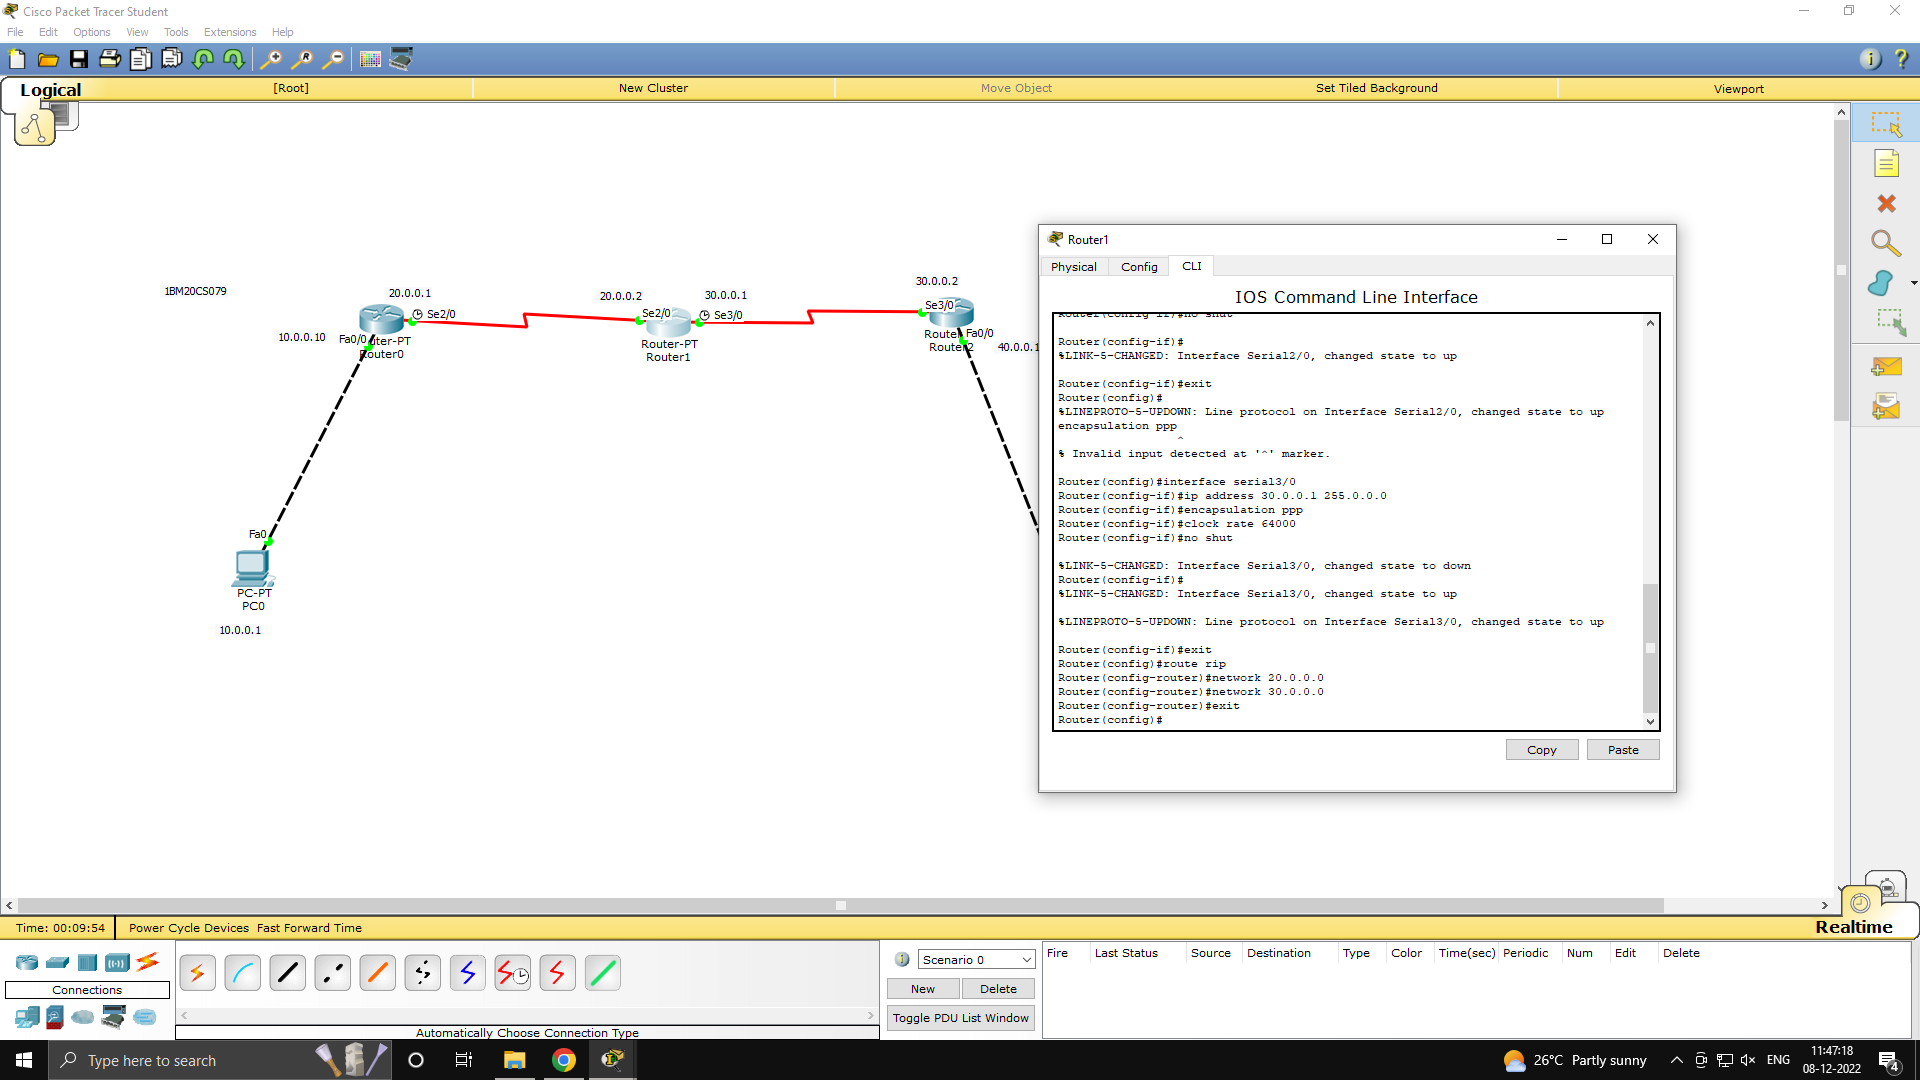 Cisco Packet Tracer Student
File Edit Options View Tools Extensions Help
Logical [Root] New Cluster Move Object Set Tiled Background Viewport
1BM20CS079
20.0.0.1
Se2/0
10.0.0.10
Fa0/0
uter-PT
Router0
20.0.0.2
30.0.0.1
Se2/0
Se3/0
Router-PT
Router1
30.0.0.2
Se3/0
Fa0/0
Router2
40.0.0.1
Fa0
PC-PT
PC0
10.0.0.1
Router1
Physical Config CLI
IOS Command Line Interface
Router(config-if)#no shut
Router(config-if)#
%LINK-5-CHANGED: Interface Serial2/0, changed state to up
Router(config-if)#exit
Router(config)#
%LINEPROTO-5-UPDOWN: Line protocol on Interface Serial2/0, changed state to up
encapsulation ppp
^
% Invalid input detected at '^' marker.
Router(config)#interface serial3/0
Router(config-if)#ip address 30.0.0.1 255.0.0.0
Router(config-if)#encapsulation ppp
Router(config-if)#clock rate 64000
Router(config-if)#no shut
%LINK-5-CHANGED: Interface Serial3/0, changed state to down
Router(config-if)#
%LINK-5-CHANGED: Interface Serial3/0, changed state to up
%LINEPROTO-5-UPDOWN: Line protocol on Interface Serial3/0, changed state to up
Router(config-if)#exit
Router(config)#route rip
Router(config-router)#network 20.0.0.0
Router(config-router)#network 30.0.0.0
Router(config-router)#exit
Router(config)#
Copy Paste
Time: 00:09:54 Power Cycle Devices Fast Forward Time
Realtime
Connections
Automatically Choose Connection Type
Scenario 0
New Delete
Toggle PDU List Window
Fire Last Status Source Destination Type Color Time(sec) Periodic Num Edit Delete
Type here to search
26°C Partly sunny
ENG
11:47:18
08-12-2022
4